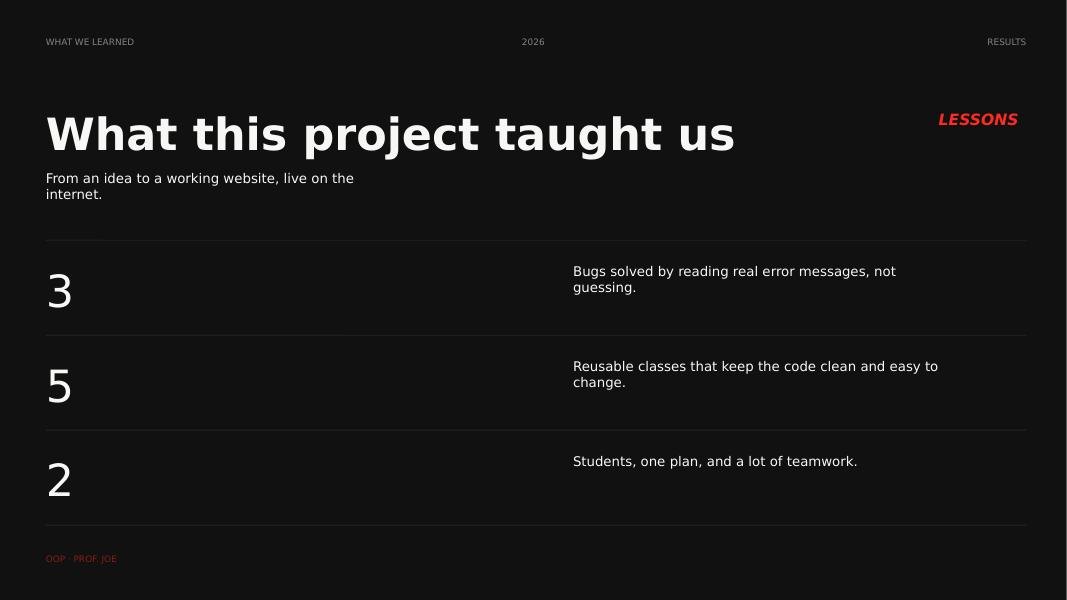 WHAT WE LEARNED
2026
RESULTS
What this project taught us
LESSONS
From an idea to a working website, live on the
internet.
3
Bugs solved by reading real error messages, not
guessing.
5
Reusable classes that keep the code clean and easy to
change.
2
Students, one plan, and a lot of teamwork.
OOP · PROF. JOE